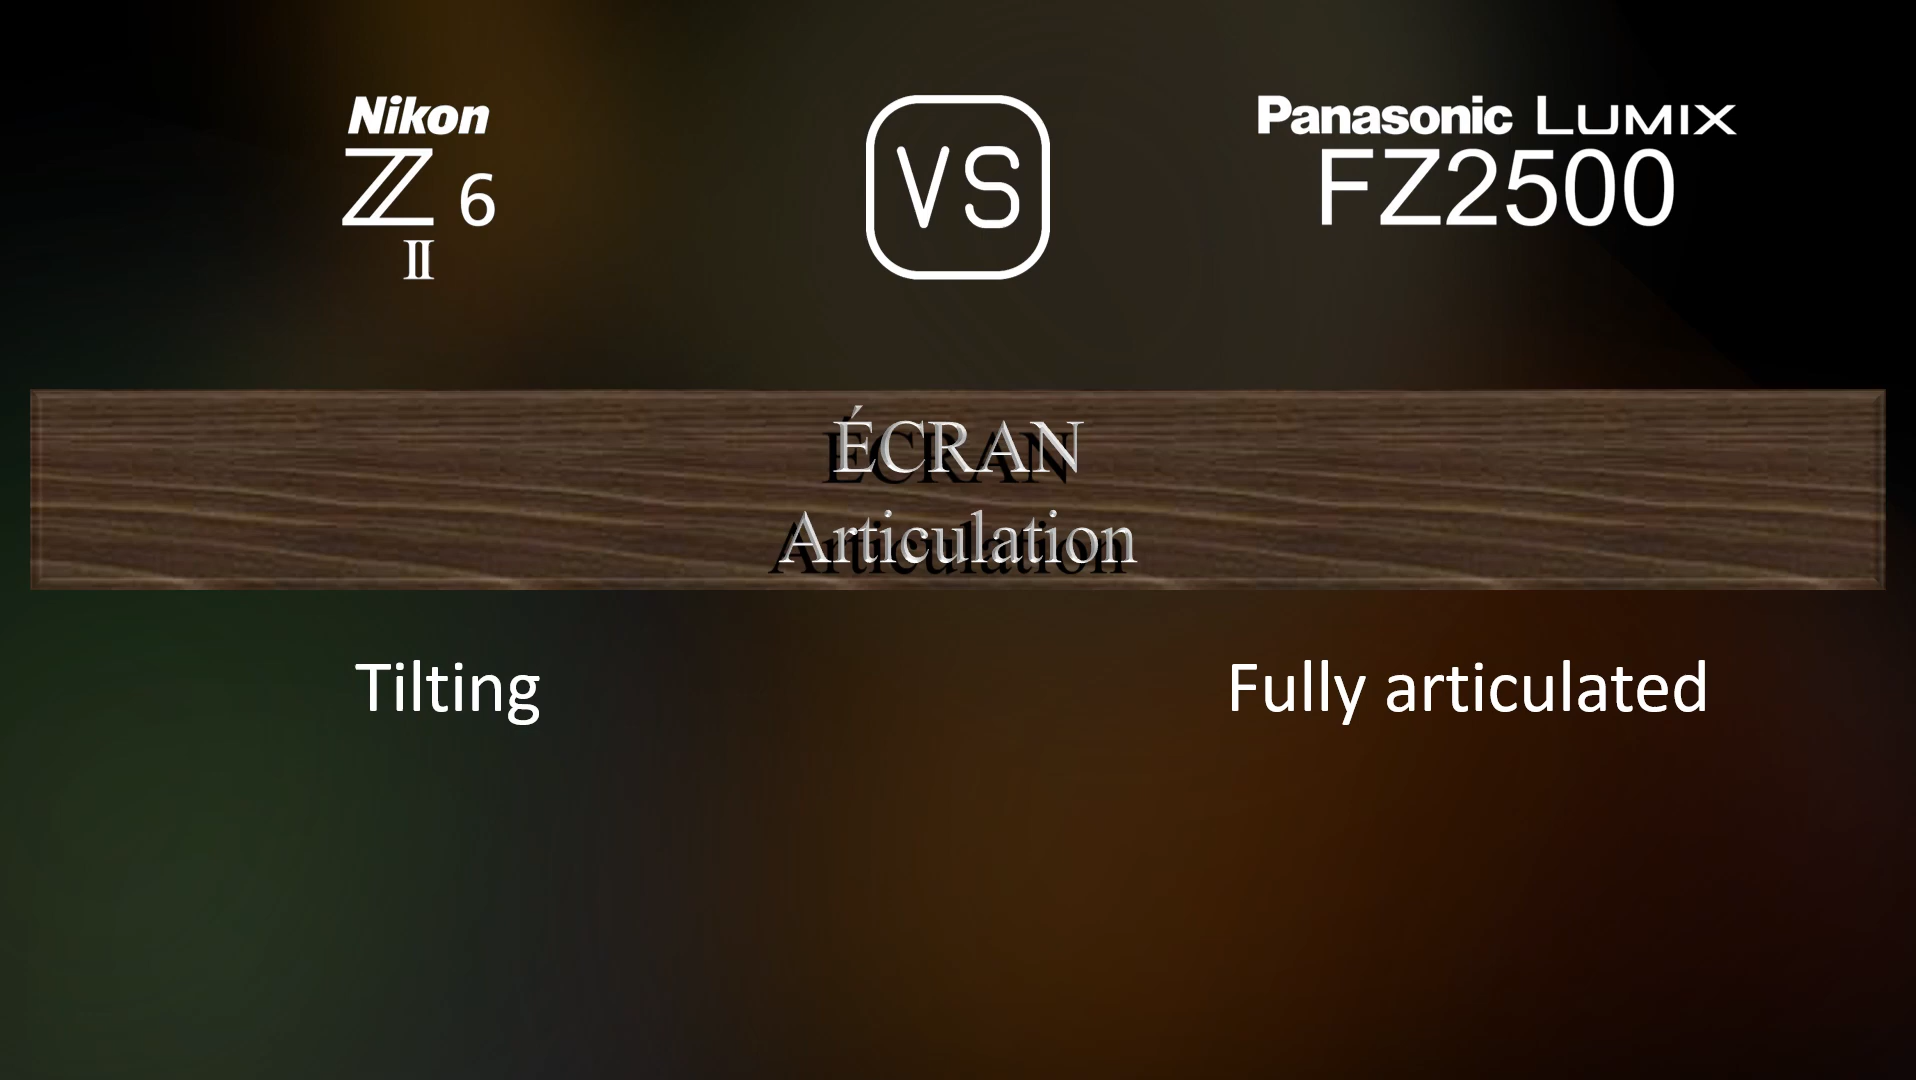 Nikon
Z 6
II
VS
Panasonic LUMIX
FZ2500
ÉCRAN
Articulation
Tilting
Fully articulated